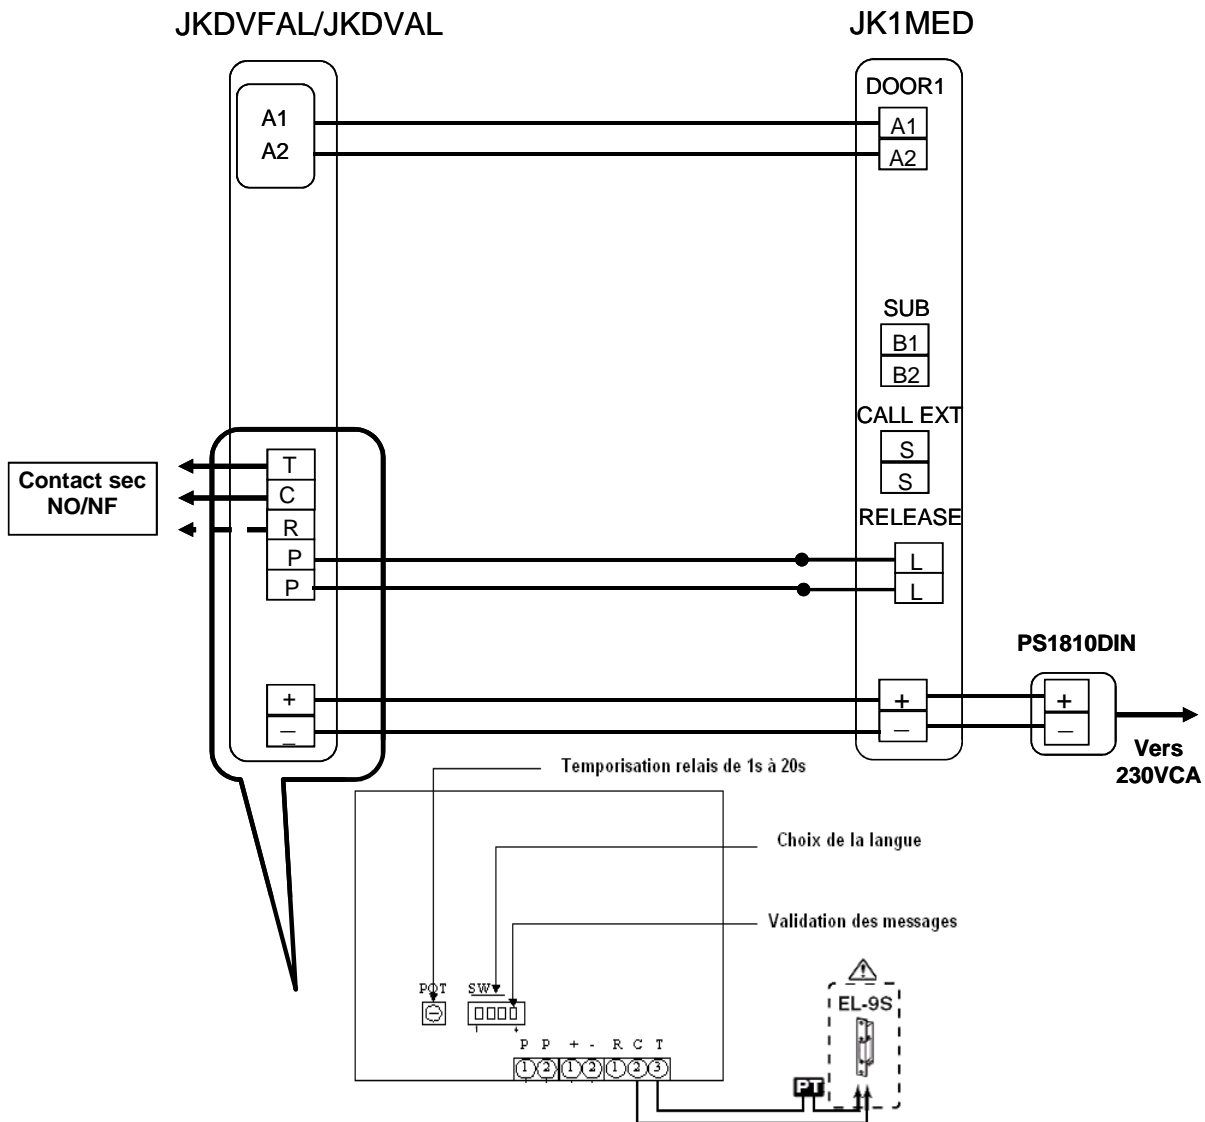 JKDVFAL/JKDVAL
JK1MED
DOOR1
A1
A2
A1
A2
SUB
B1
B2
CALL EXT
S
S
RELEASE
L
L
Contact sec
NO/NF
T
C
R
P
P
+
–
+
–
PS1810DIN
+
–
Vers
230VCA
Temporisation relais de 1s à 20s
Choix de la langue
Validation des messages
POT
SW
1
4
EL-9S
P P + - R C T
1 2 1 2 1 2 3
PT